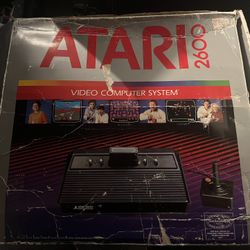 ATARI 2600
VIDEO COMPUTER SYSTEM